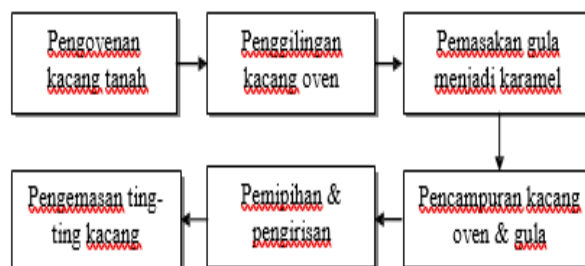 Pengovenan
kacang tanah
Penggilingan
kacang oven
Pemasakan gula
menjadi karamel
Pencampuran kacang
oven & gula
Pemipihan &
pengirisan
Pengemasan ting-
ting kacang